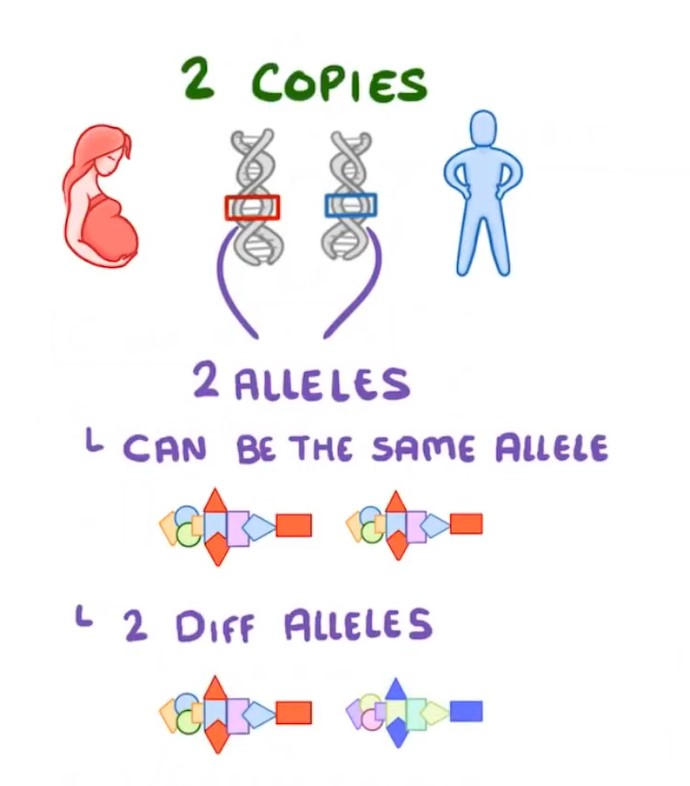 2 COPIES
2 ALLELES
L CAN BE THE SAME ALLELE
L 2 DIFF ALLELES